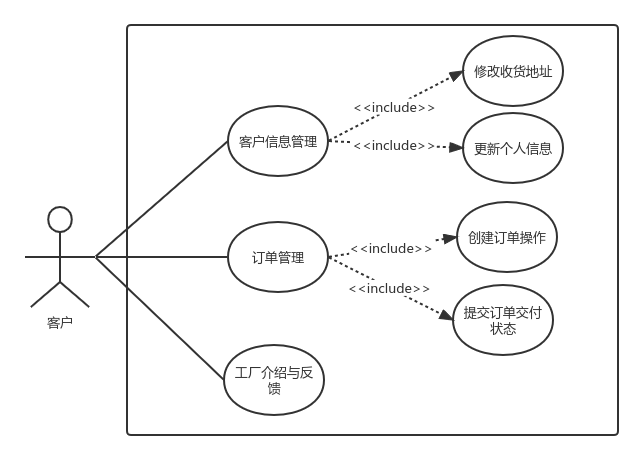 修改收货地址
<<include>>
客户信息管理
<<include>>
更新个人信息
创建订单操作
<<include>>
订单管理
<<include>>
提交订单交付
状态
客户
工厂介绍与反
馈